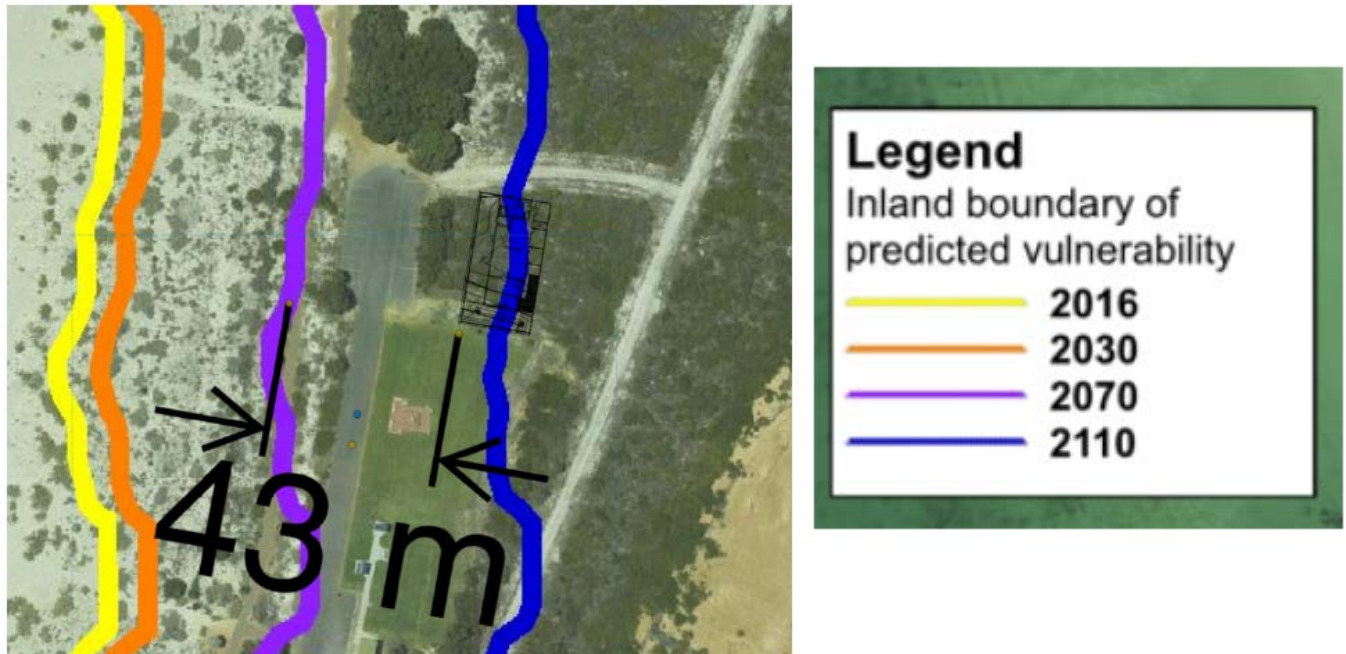 43 m
Legend
Inland boundary of
predicted vulnerability
2016
2030
2070
2110